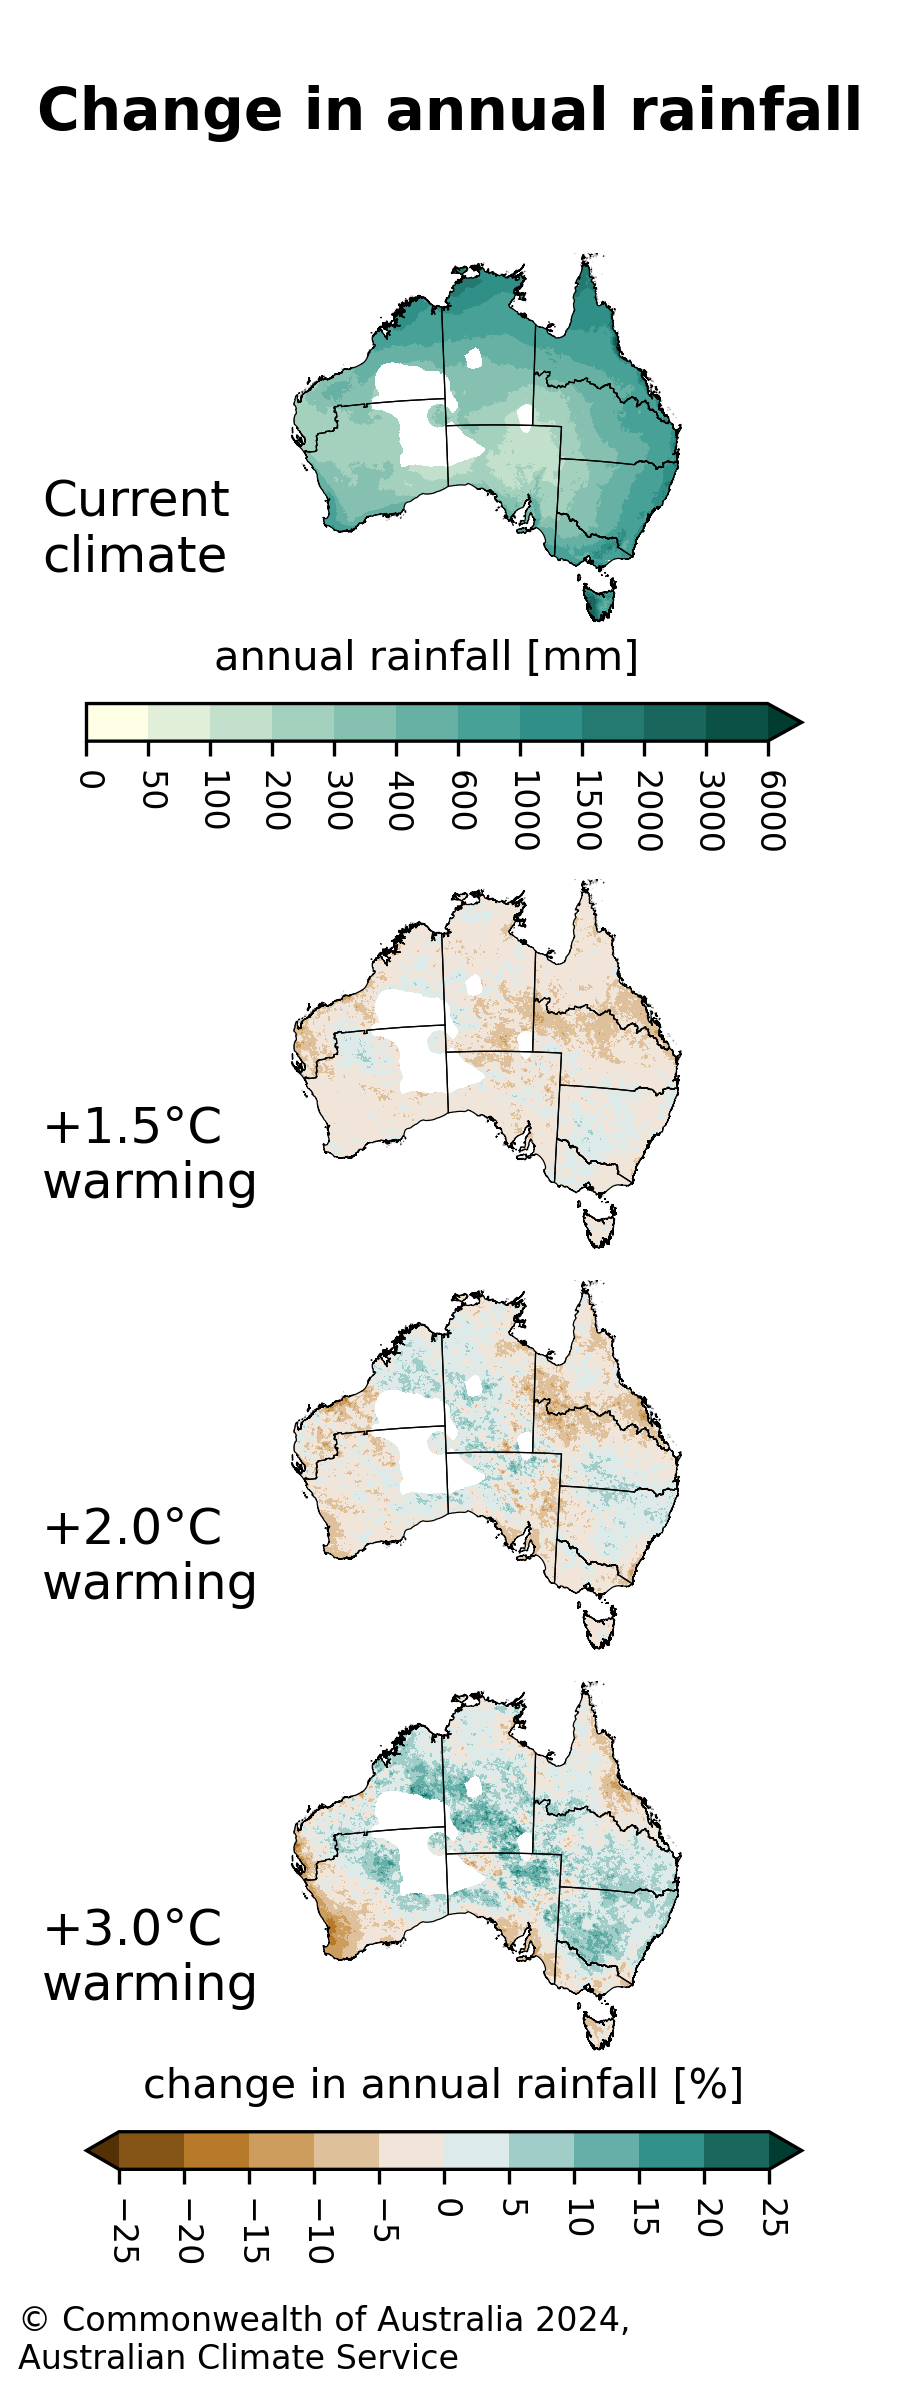 Change in annual rainfall
Current
climate
annual rainfall [mm]
0 50 100 200 300 400 600 1000 1500 2000 3000 6000
+1.5°C
warming
+2.0°C
warming
+3.0°C
warming
change in annual rainfall [%]
−25 −20 −15 −10 −5 0 5 10 15 20 25
© Commonwealth of Australia 2024,
Australian Climate Service